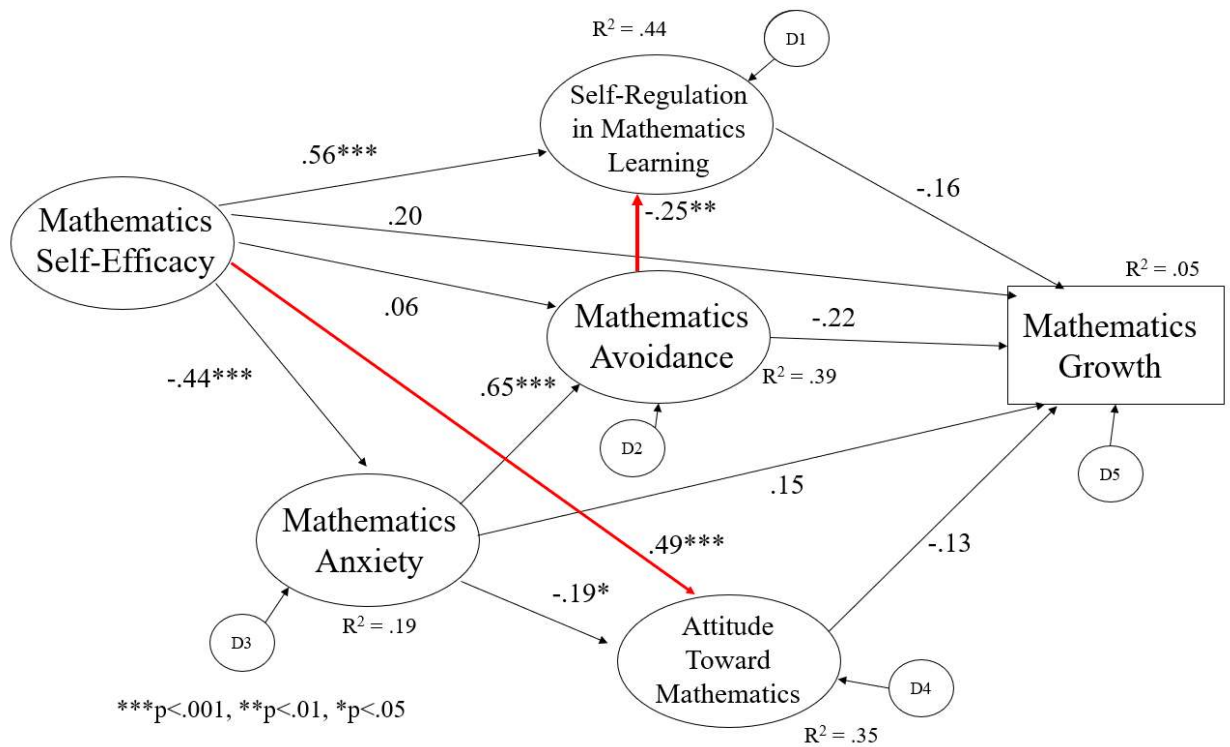 R² = .44
D1
Self-Regulation
in Mathematics
Learning
.56***
-.16
Mathematics
Self-Efficacy
.20
-.25**
R² = .05
.06
Mathematics
Avoidance
-.22
Mathematics
Growth
-.44***
.65***
R² = .39
D2
D5
.15
Mathematics
Anxiety
.49***
-.13
-.19*
D3
R² = .19
Attitude
Toward
Mathematics
D4
***p<.001, **p<.01, *p<.05
R² = .35